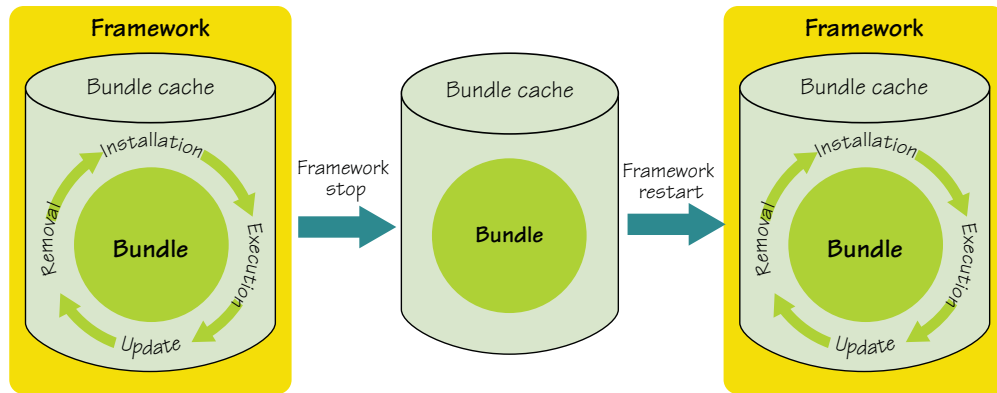 Framework
Bundle cache
Installation
Execution
Update
Removal
Bundle
Framework
stop
Bundle cache
Bundle
Framework
restart
Framework
Bundle cache
Installation
Execution
Update
Removal
Bundle